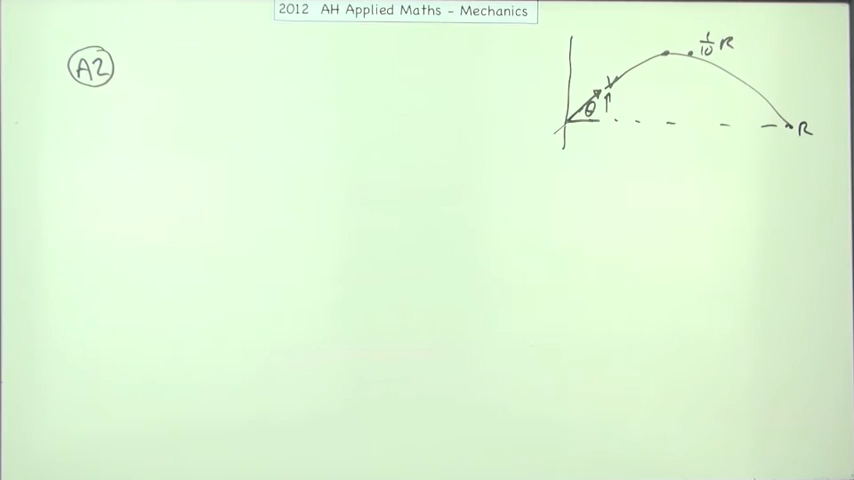 2012 AH Applied Maths - Mechanics
A2
1/10 R
V
θ
R